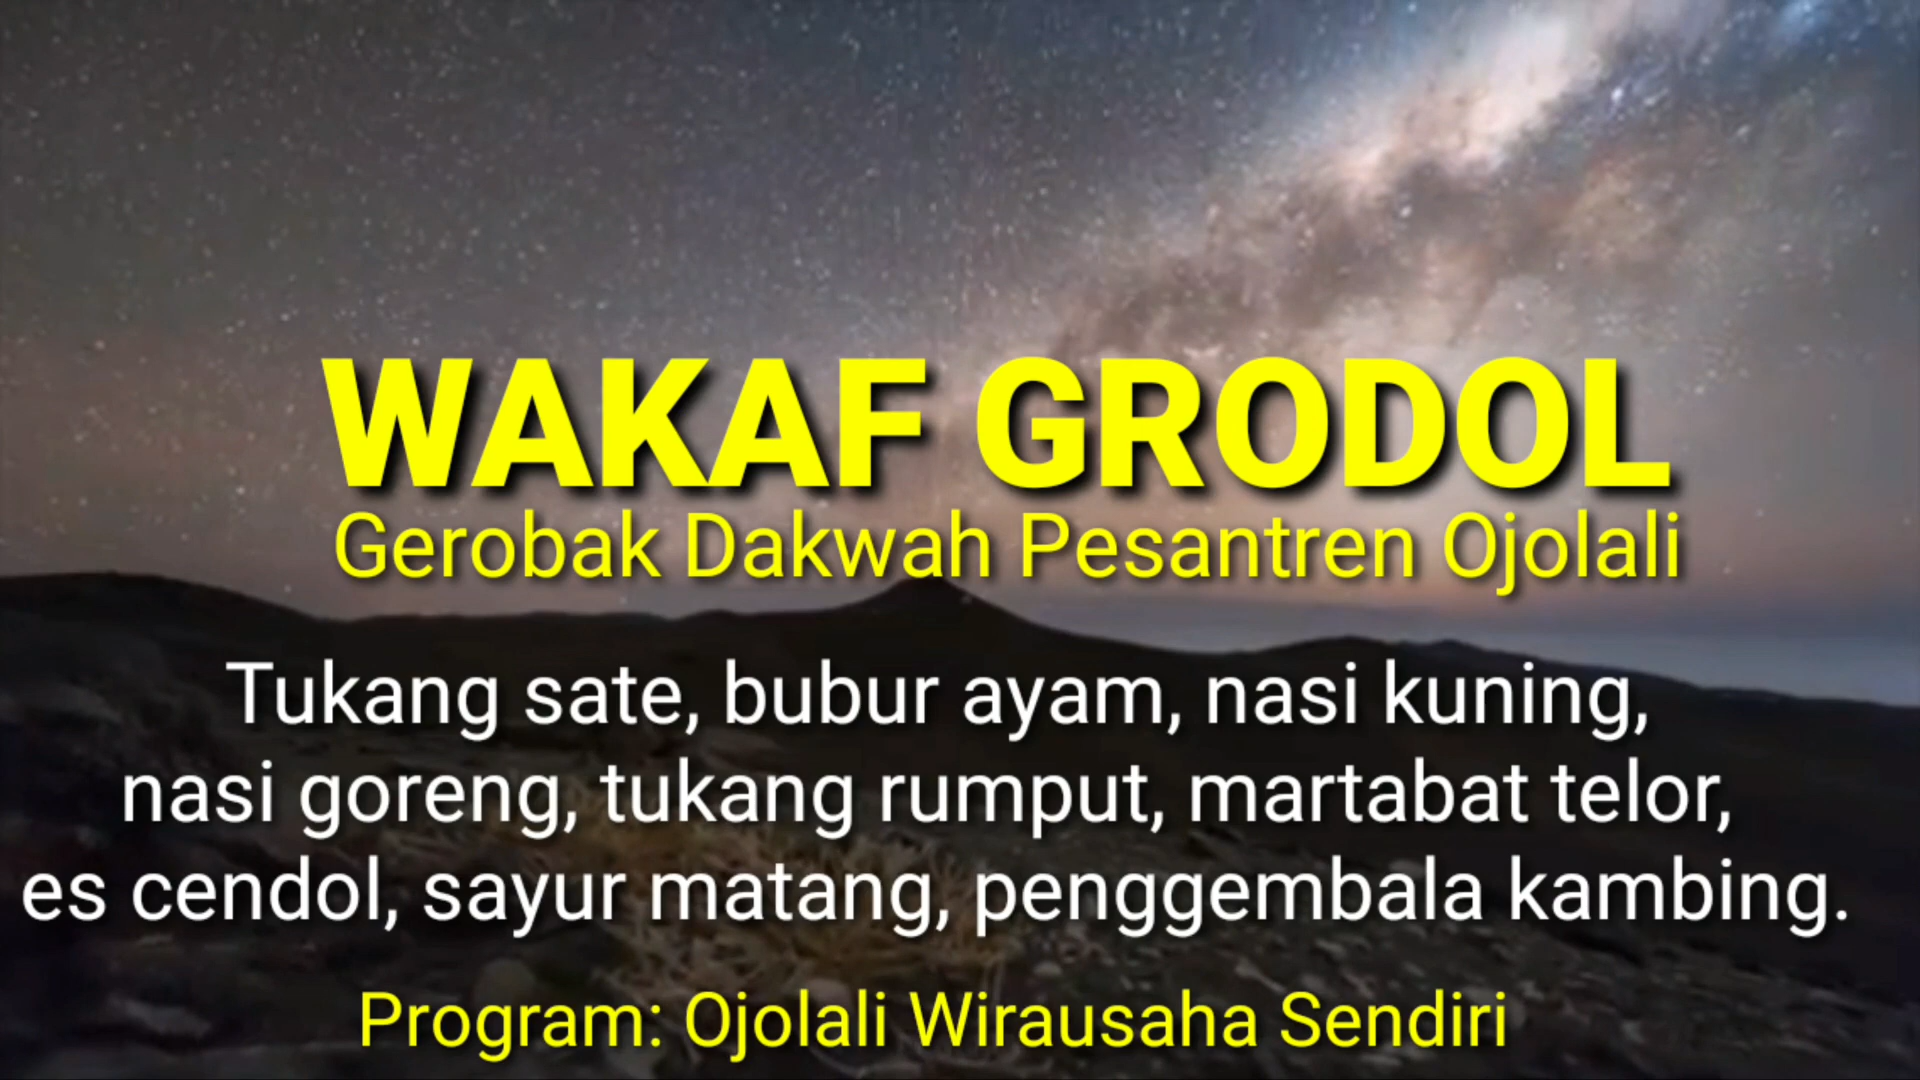 WAKAF GRODOL
Gerobak Dakwah Pesantren Ojolali
Tukang sate, bubur ayam, nasi kuning,
nasi goreng, tukang rumput, martabat telor,
es cendol, sayur matang, penggembala kambing.
Program: Ojolali Wirausaha Sendiri